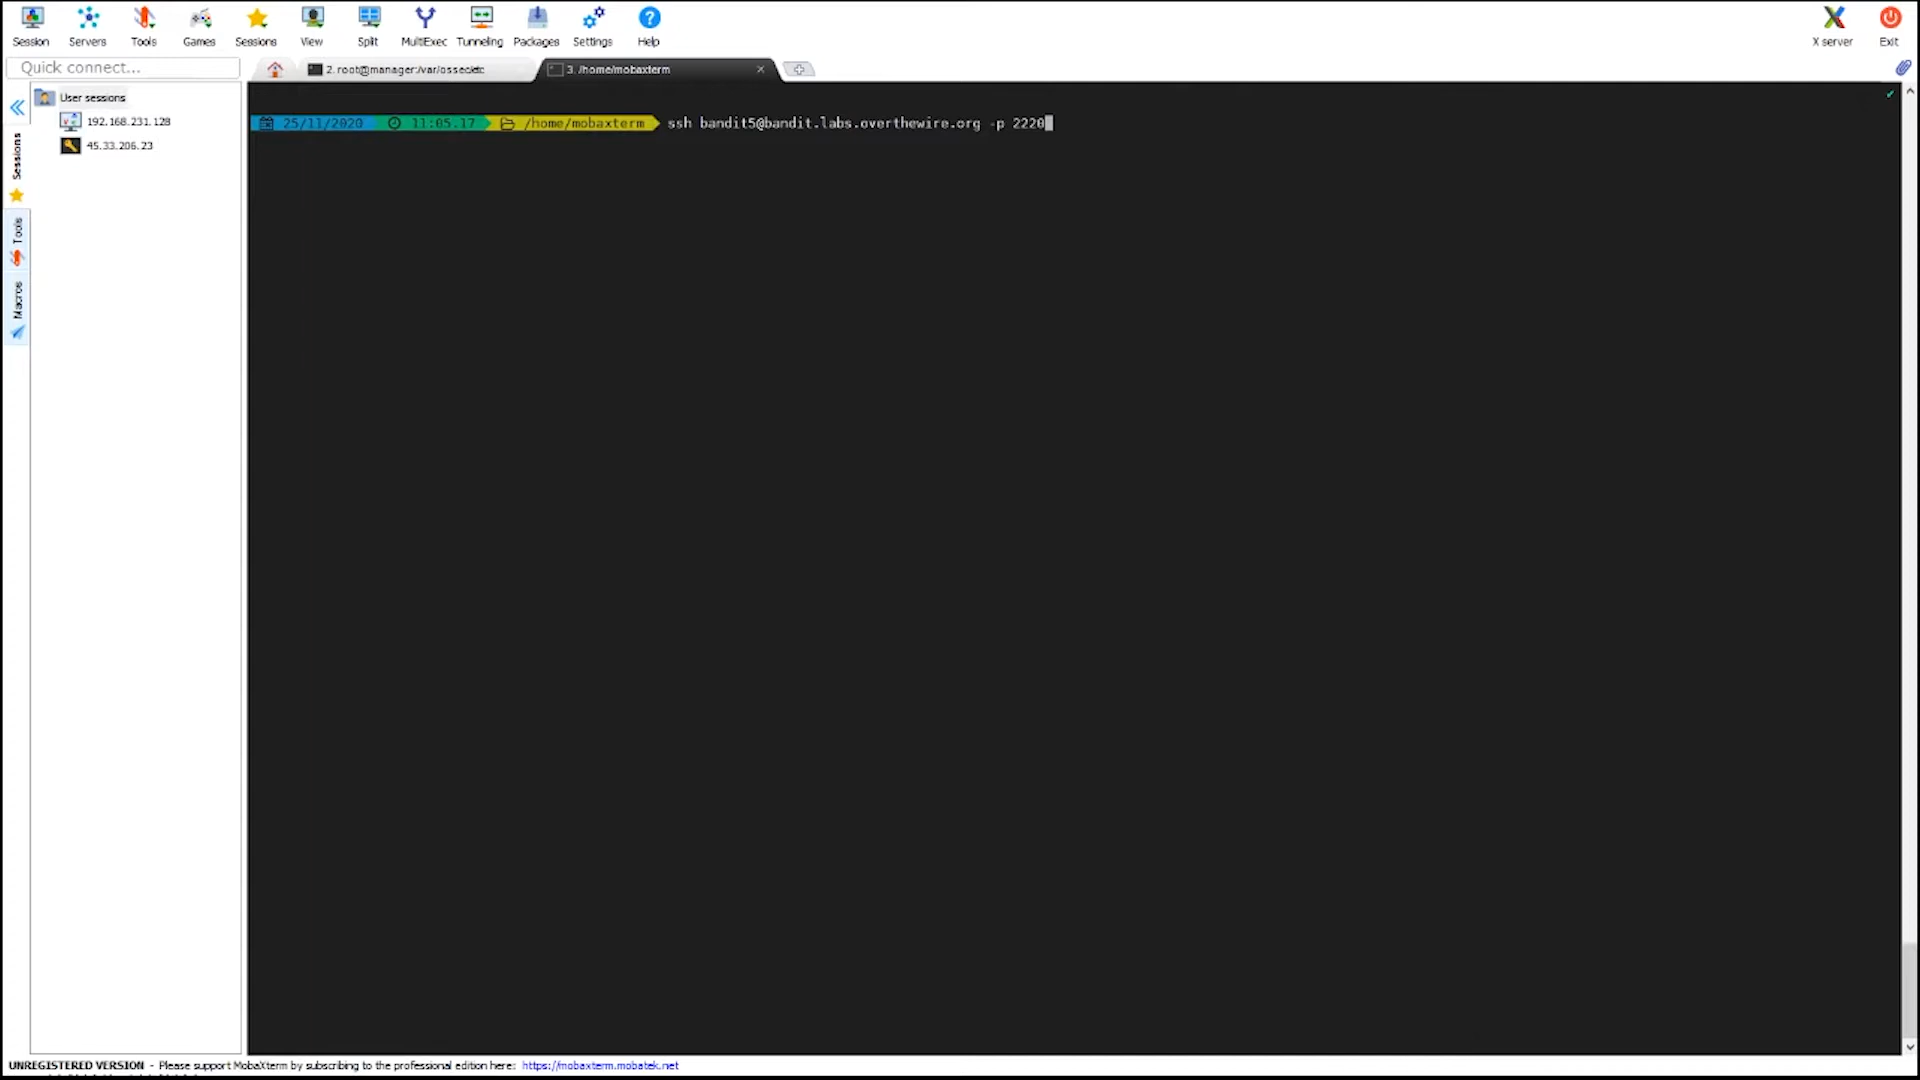 Session Servers Tools Games Sessions View Split MultiExec Tunneling Packages Settings Help X server Exit
Quick connect...
2. root@manager:/var/ossec/etc
3. /home/mobaxterm
User sessions
192.168.231.128
45.33.206.23
Sessions
Tools
Macros
25/11/2020 11:05.17 /home/mobaxterm ssh bandit5@bandit.labs.overthewire.org -p 2220
UNREGISTERED VERSION - Please support MobaXterm by subscribing to the professional edition here: https://mobaxterm.mobatek.net